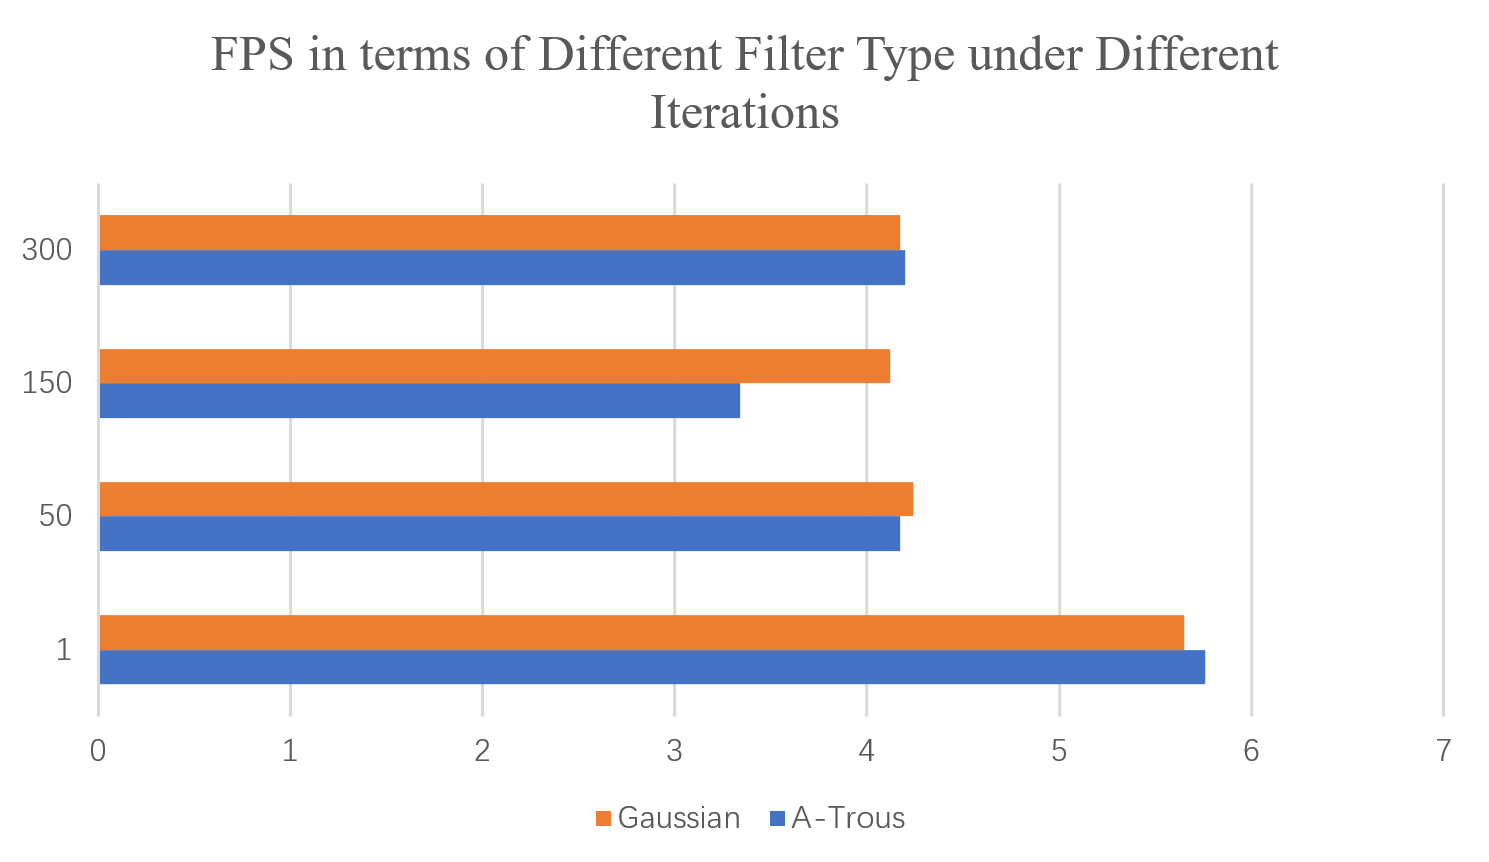 FPS in terms of Different Filter Type under Different
Iterations
300
150
50
1
0 1 2 3 4 5 6 7
Gaussian A-Trous